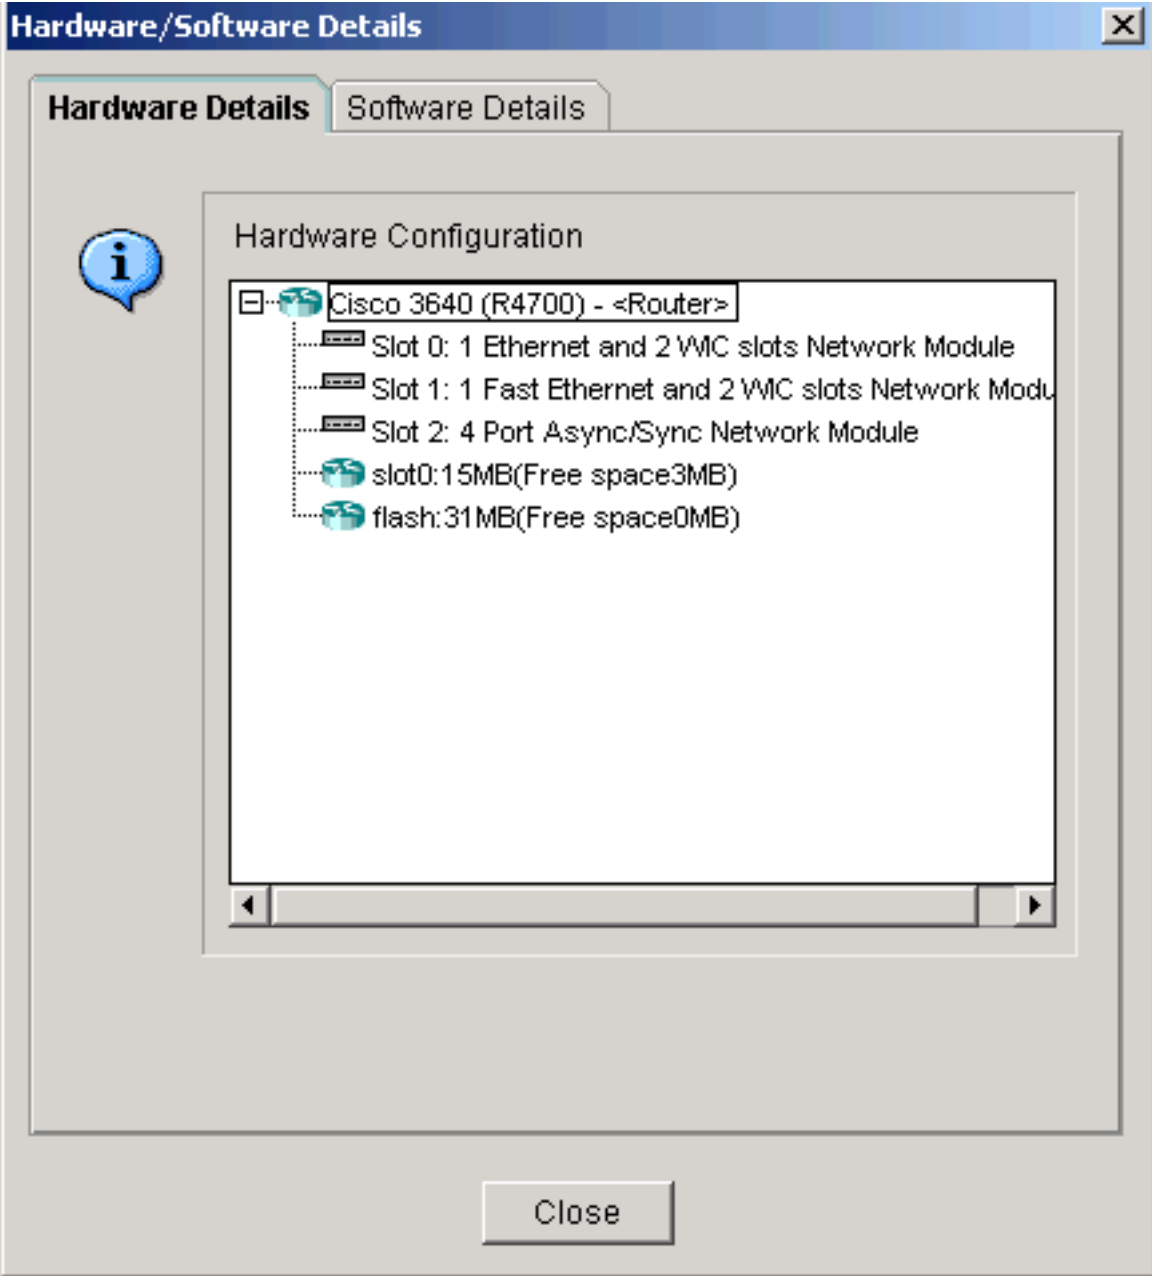 Hardware/Software Details
Hardware Details
Software Details
Hardware Configuration
Cisco 3640 (R4700) - <Router>
Slot 0: 1 Ethernet and 2 WIC slots Network Module
Slot 1: 1 Fast Ethernet and 2 WIC slots Network Modu
Slot 2: 4 Port Async/Sync Network Module
slot0:15MB(Free space3MB)
flash:31MB(Free space0MB)
Close